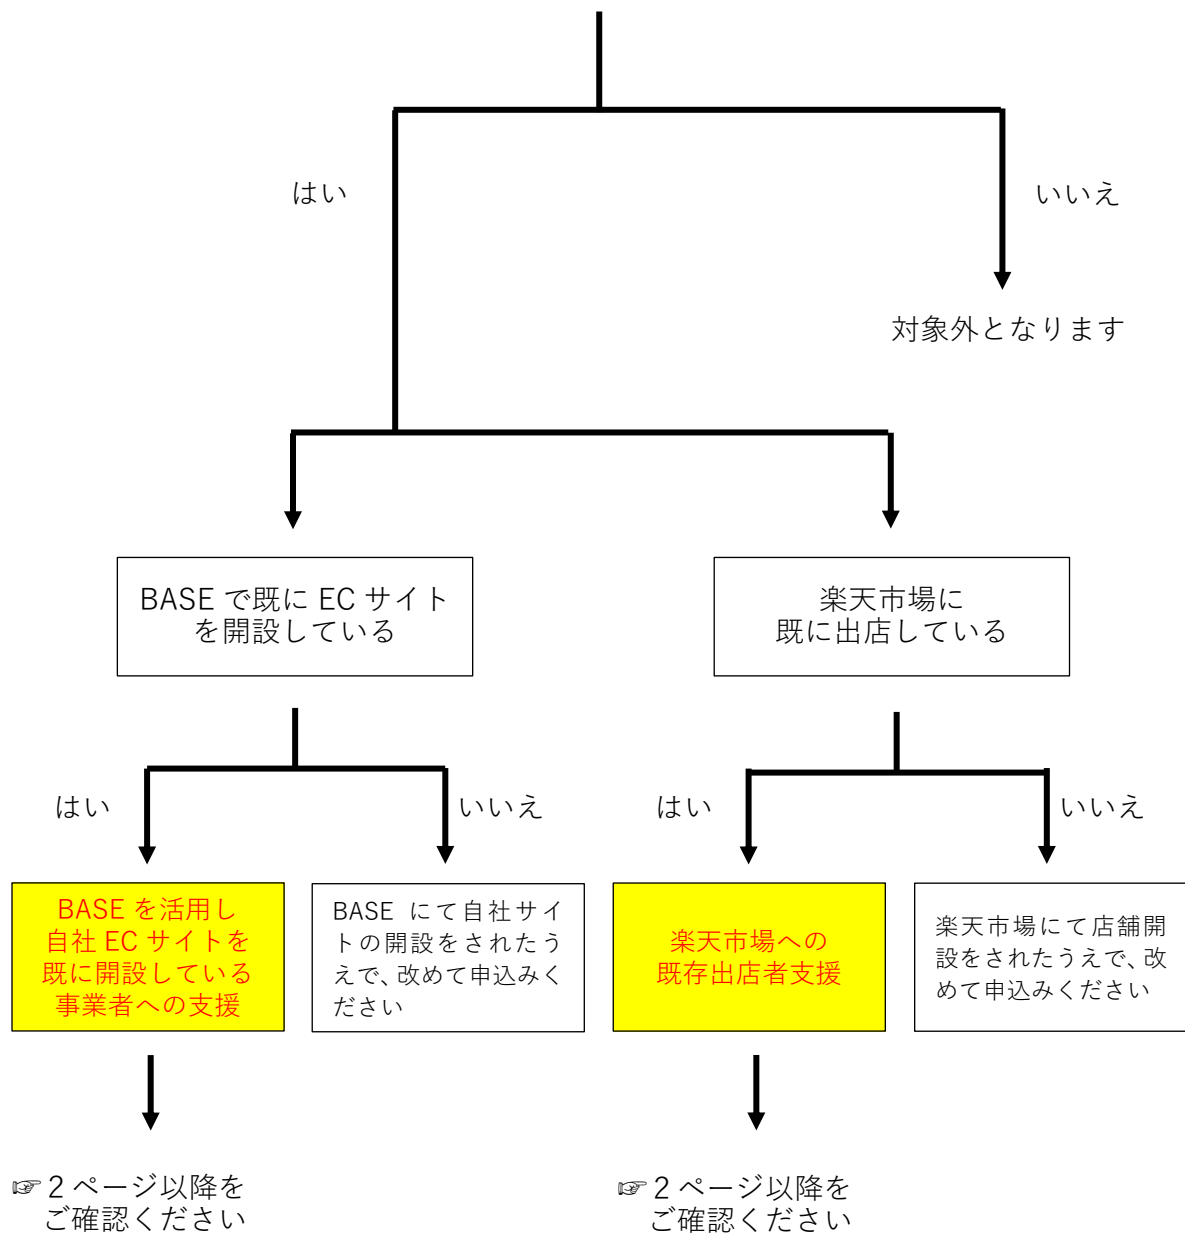 はい
いいえ
対象外となります
BASE で既に EC サイト
を開設している
楽天市場に
既に出店している
はい
いいえ
はい
いいえ
BASE を活用し
自社 EC サイトを
既に開設している
事業者への支援
BASE にて自社サイ
トの開設をされたう
えで、改めて申込みく
ださい
楽天市場への
既存出店者支援
楽天市場にて店舗開
設をされたうえで、改
めて申込みください
☞２ページ以降を
ご確認ください
☞２ページ以降を
ご確認ください